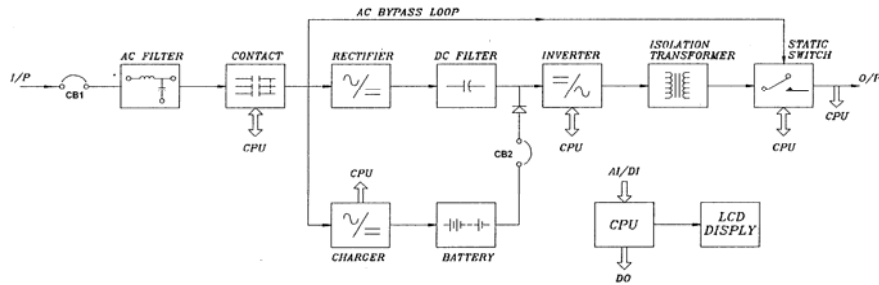 AC BYPASS LOOP
AC FILTER
CONTACT
RECTIFIER
DC FILTER
INVERTER
ISOLATION
TRANSFORMER
STATIC
SWITCH
I/P
CB1
O/P
CPU
CPU
CPU
CPU
CB2
CPU
AI/DI
CPU
LCD
DISPLY
CHARGER
BATTERY
DO